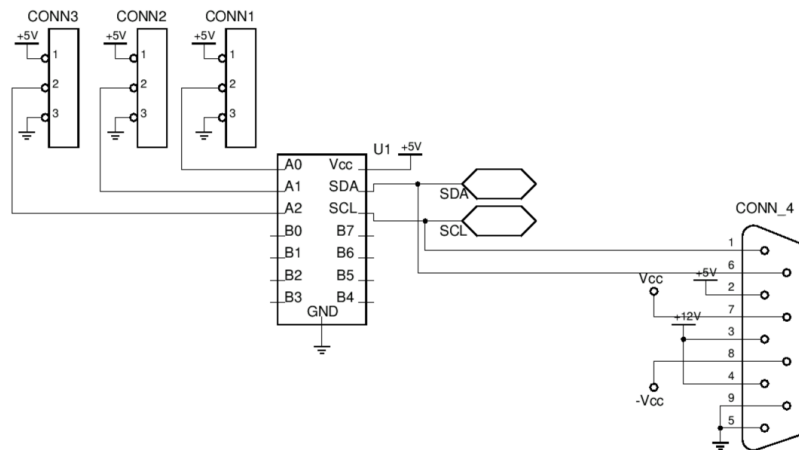 CONN3 CONN2 CONN1
+5V +5V +5V
1 1 1
2 2 2
3 3 3
U1 +5V
A0 Vcc
A1 SDA SDA
A2 SCL SCL
B0 B7
B1 B6
B2 B5
B3 B4
GND
CONN_4
1
6
+5V
2
Vcc
7
+12V
3
8
4
-Vcc
9
5